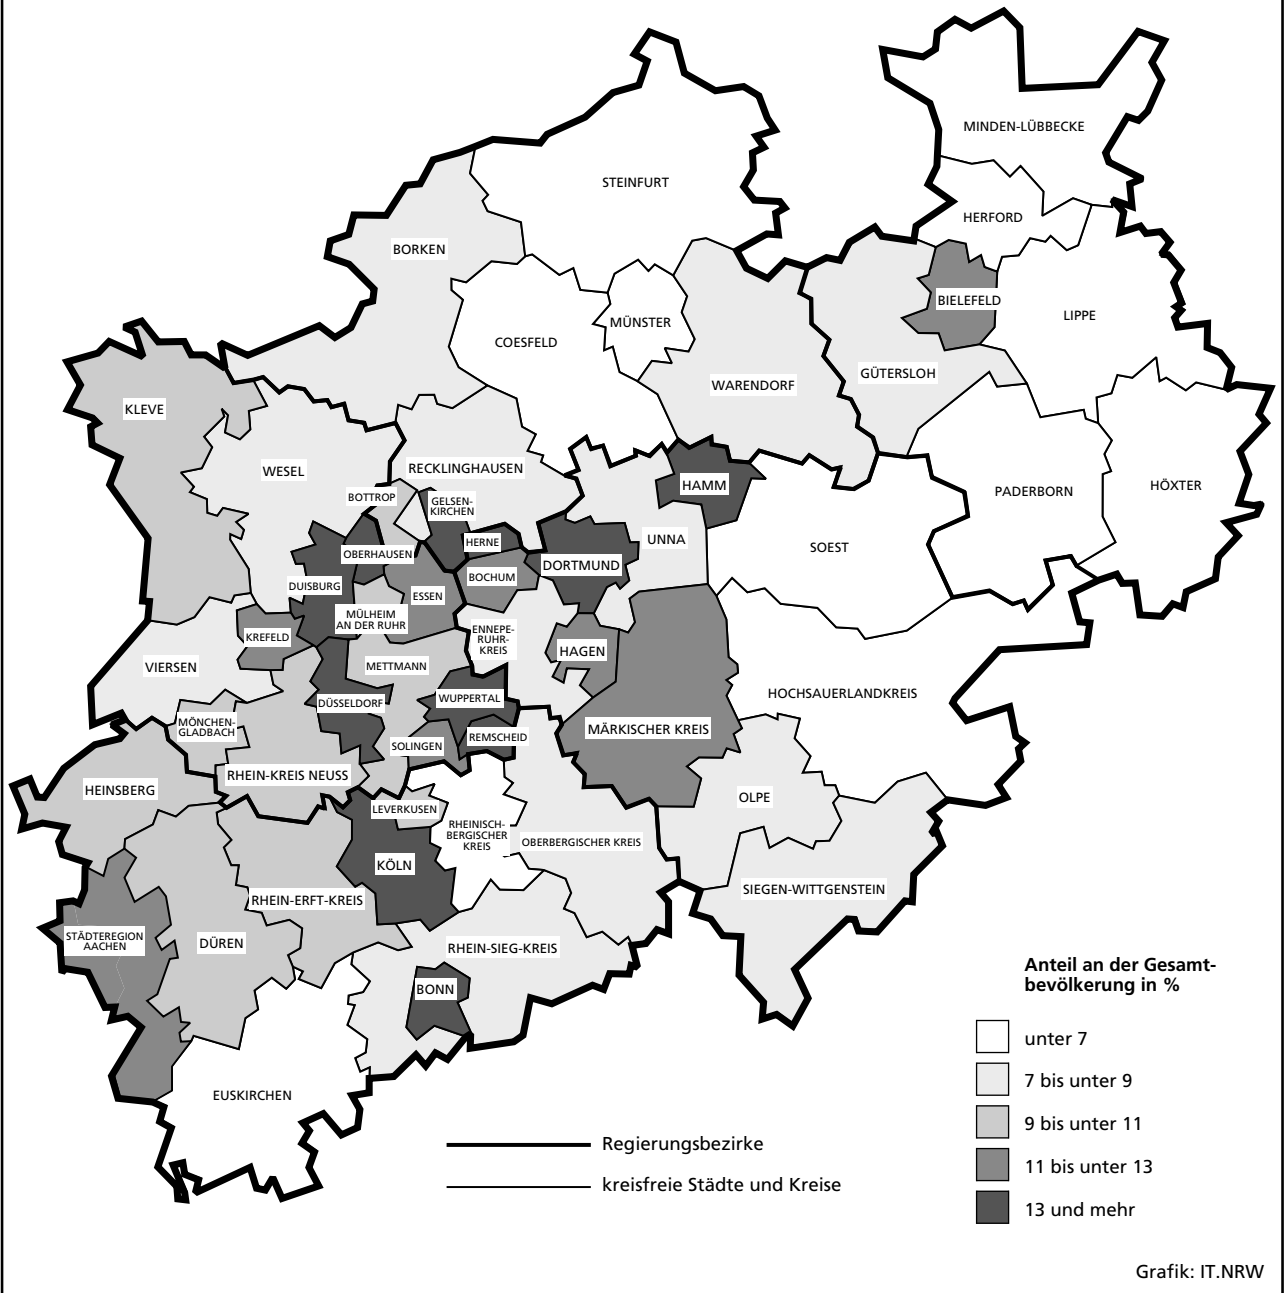 MINDEN-LÜBBECKE
STEINFURT
HERFORD
BORKEN
BIELEFELD
LIPPE
MÜNSTER
COESFELD
GÜTERSLOH
WARENDORF
KLEVE
WESEL
RECKLINGHAUSEN
HAMM
HÖXTER
PADERBORN
BOTTROP
GELSEN-
KIRCHEN
HERNE
UNNA
SOEST
OBERHAUSEN
DORTMUND
BOCHUM
DUISBURG
ESSEN
MÜLHEIM
AN DER RUHR
KREFELD
ENNEPE-
RUHR-
KREIS
HAGEN
VIERSEN
METTMANN
HOCHSAUERLANDKREIS
WUPPERTAL
DÜSSELDORF
MÖNCHEN-
GLADBACH
MÄRKISCHER KREIS
REMSCHEID
SOLINGEN
RHEIN-KREIS NEUSS
HEINSBERG
OLPE
LEVERKUSEN
RHEINISCH-
BERGISCHER
KREIS
OBERBERGISCHER KREIS
KÖLN
SIEGEN-WITTGENSTEIN
RHEIN-ERFT-KREIS
STÄDTEREGION
AACHEN
DÜREN
RHEIN-SIEG-KREIS
BONN
EUSKIRCHEN
Anteil an der Gesamt-
bevölkerung in %
unter 7
7 bis unter 9
9 bis unter 11
11 bis unter 13
13 und mehr
Regierungsbezirke
kreisfreie Städte und Kreise
Grafik: IT.NRW